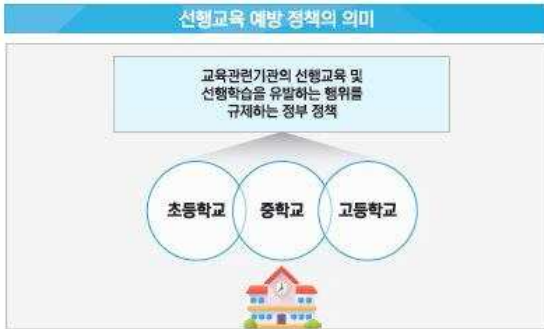 선행교육 예방 정책의 의미
교육관련기관의 선행교육 및
선행학습을 유발하는 행위를
규제하는 정부 정책
초등학교 중학교 고등학교